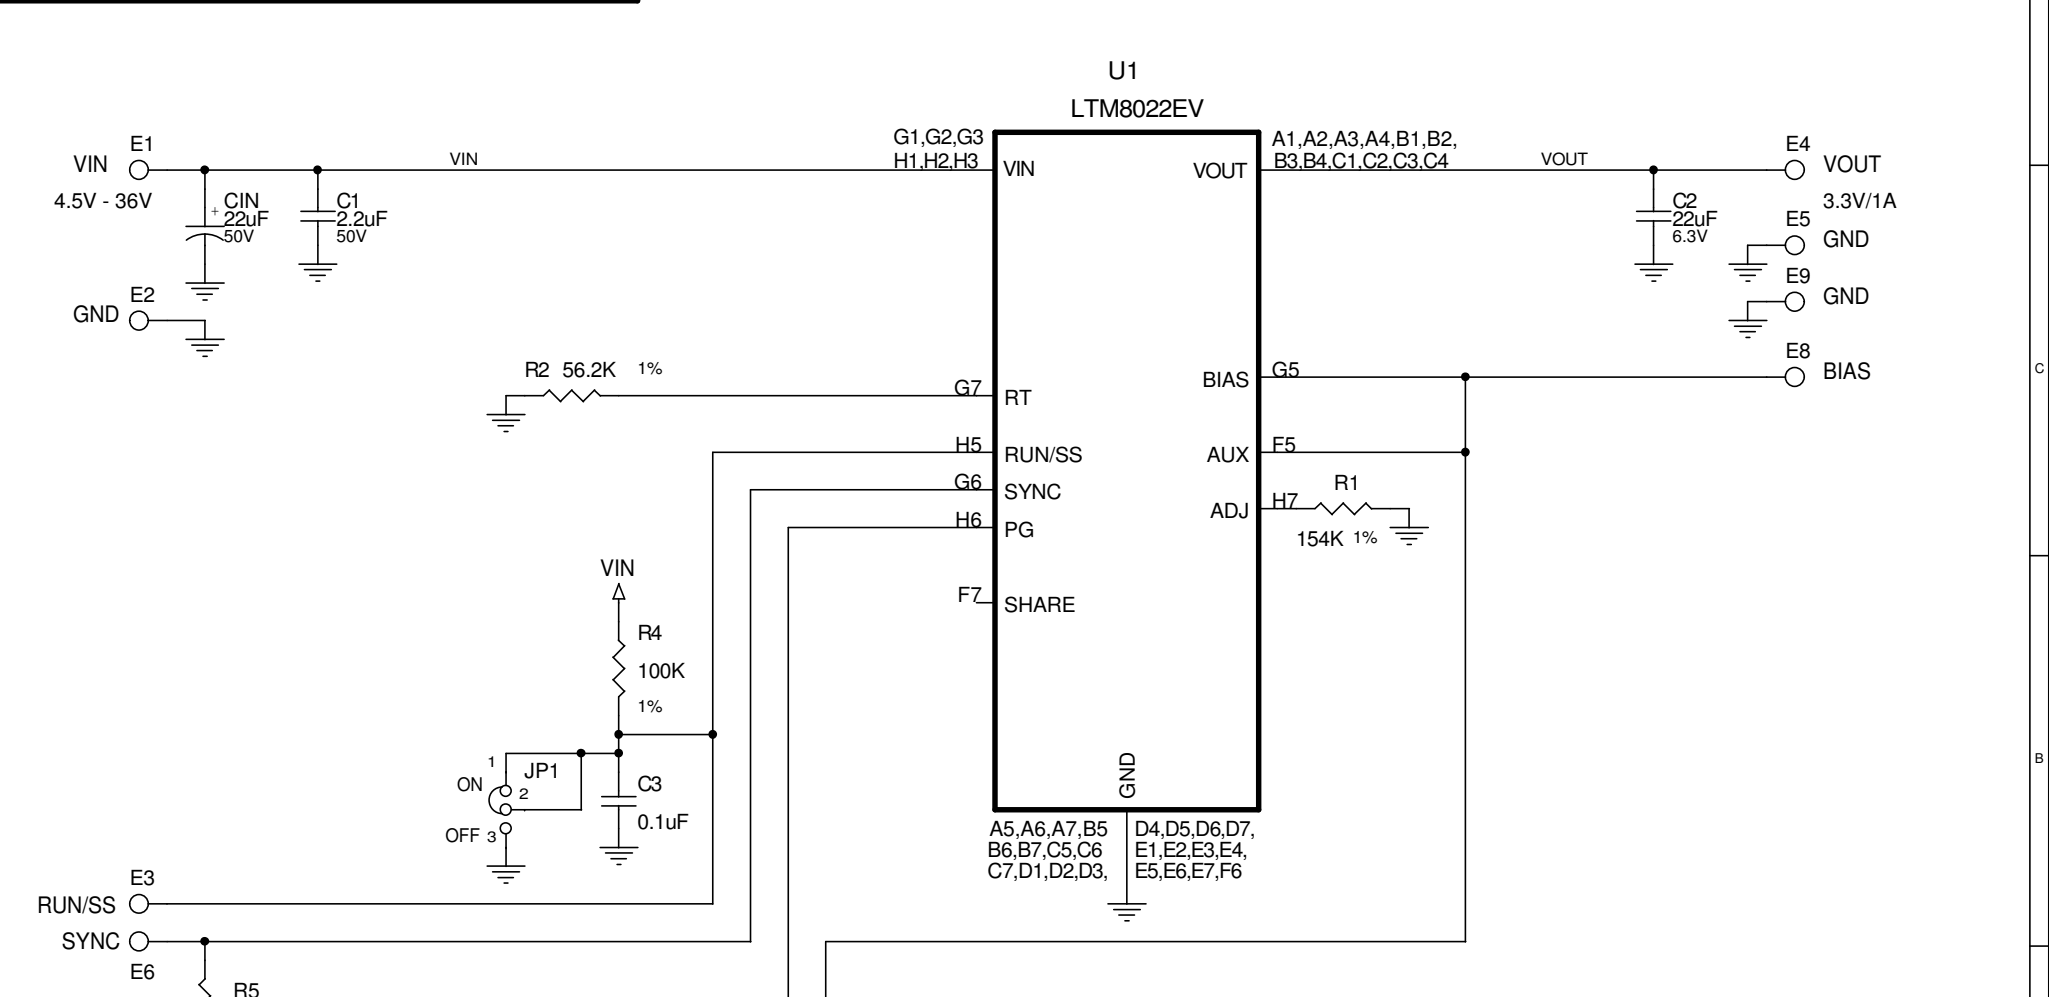 U1
LTM8022EV
G1,G2,G3
H1,H2,H3
A1,A2,A3,A4,B1,B2,
B3,B4,C1,C2,C3,C4
E1
VIN
4.5V - 36V
VIN
VIN
VOUT
VOUT
E4
VOUT
3.3V/1A
+
CIN
22uF
50V
C1
2.2uF
50V
C2
22uF
6.3V
E5
GND
E9
GND
E2
GND
R2 56.2K 1%
G7
RT
BIAS
G5
E8
BIAS
C
H5
RUN/SS
AUX
F5
G6
SYNC
R1
H6
PG
ADJ
H7
154K 1%
VIN
F7
SHARE
R4
100K
1%
1
JP1
ON
2
OFF 3
C3
0.1uF
GND
B
A5,A6,A7,B5
B6,B7,C5,C6
C7,D1,D2,D3,
D4,D5,D6,D7,
E1,E2,E3,E4,
E5,E6,E7,F6
E3
RUN/SS
SYNC
E6
R5